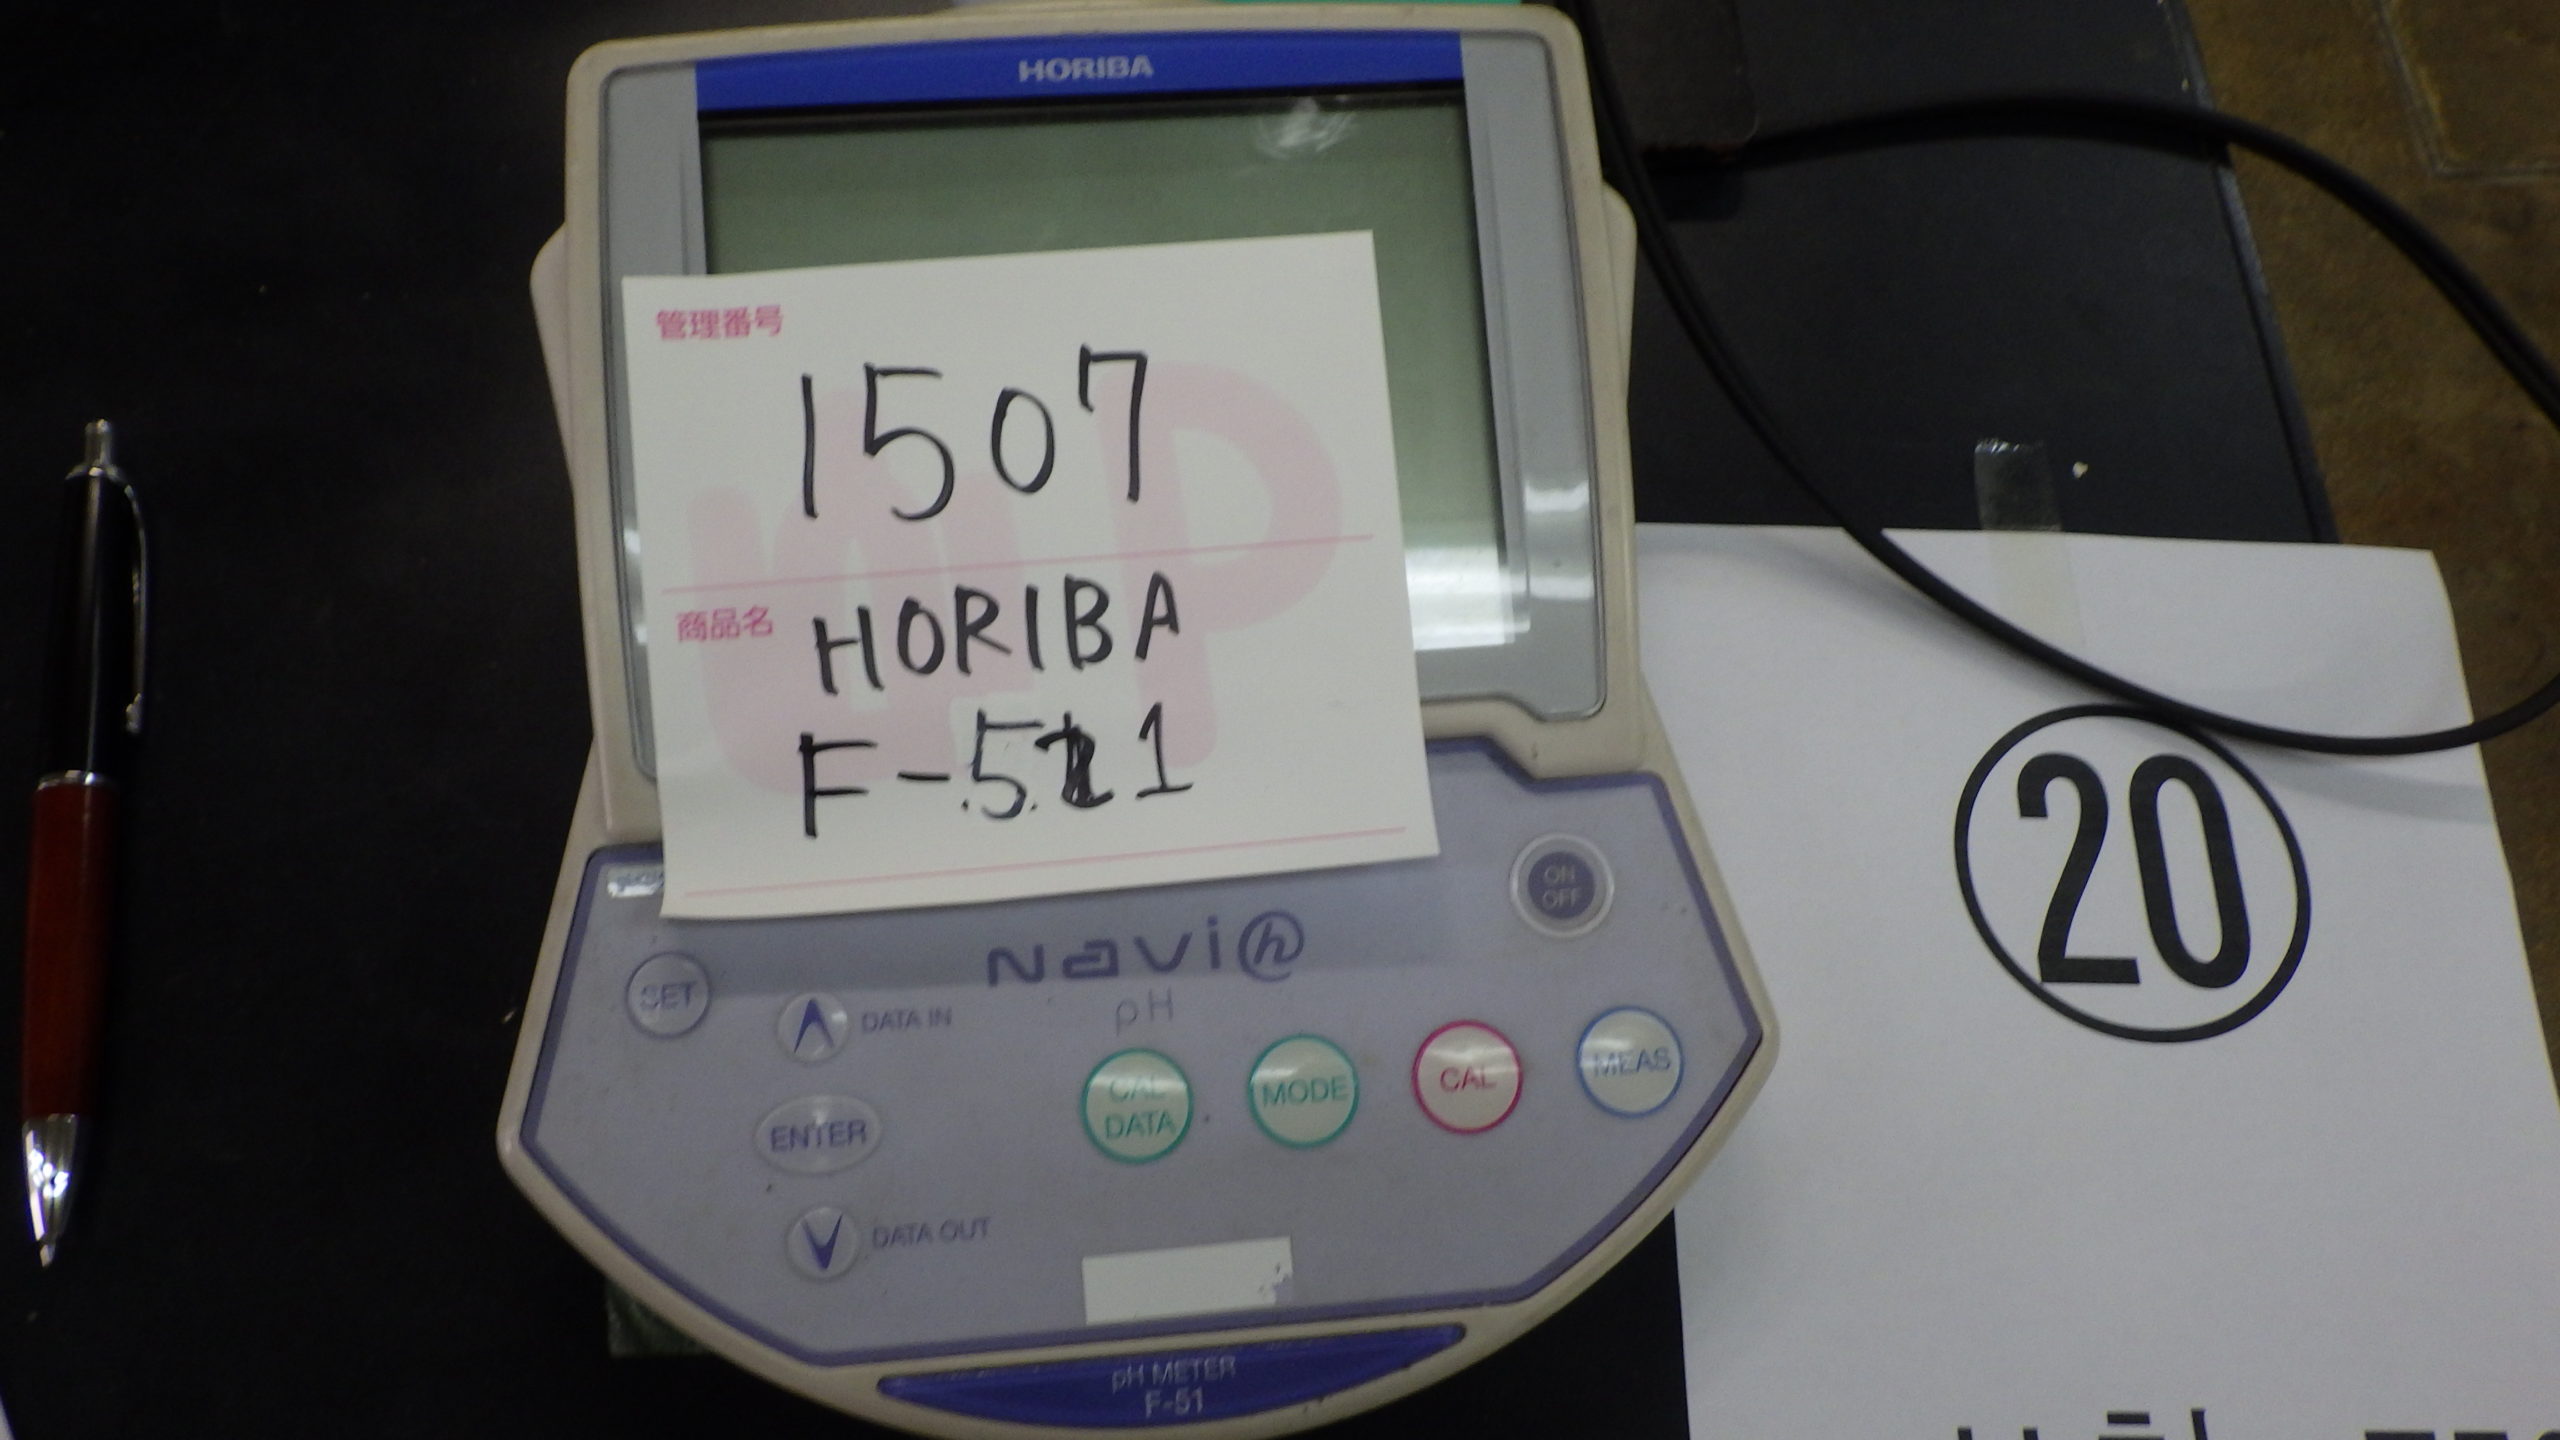 HORIBA
管理番号
1507
商品名
HORIBA
F-51
ON
OFF
Navi h
pH
SET
DATA IN
CAL
DATA
MODE
CAL
MEAS
ENTER
DATA OUT
pH METER
F-51
20